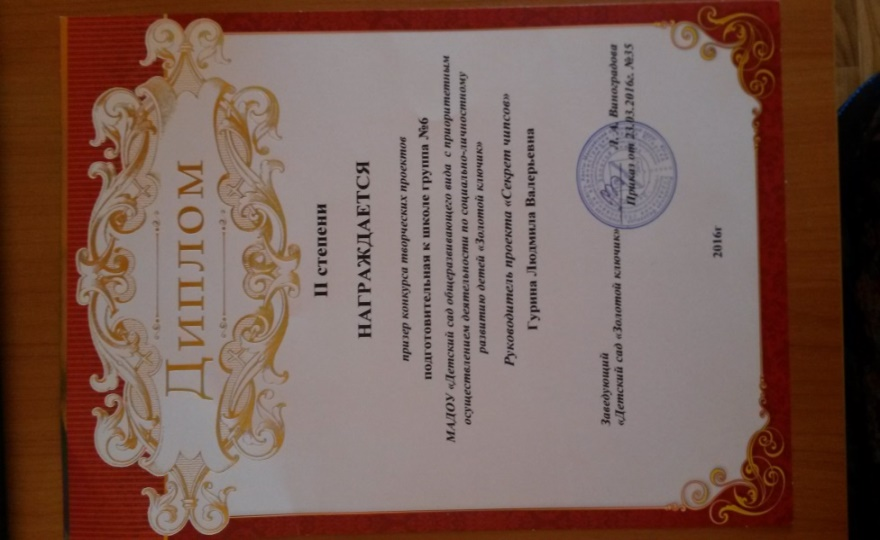 ДИПЛОМ
II степени
НАГРАЖДАЕТСЯ
призер конкурса творческих проектов
подготовительная к школе группа №6
МАДОУ «Детский сад общеразвивающего вида с приоритетным
осуществлением деятельности по социально-личностному
развитию детей «Золотой ключик»
Руководитель проекта «Секрет чипсов»
Гурина Людмила Валерьевна
Заведующий
«Детский сад «Золотой ключик» Л. А. Виноградова
Приказ от 23.03.2016г. №35
2016г